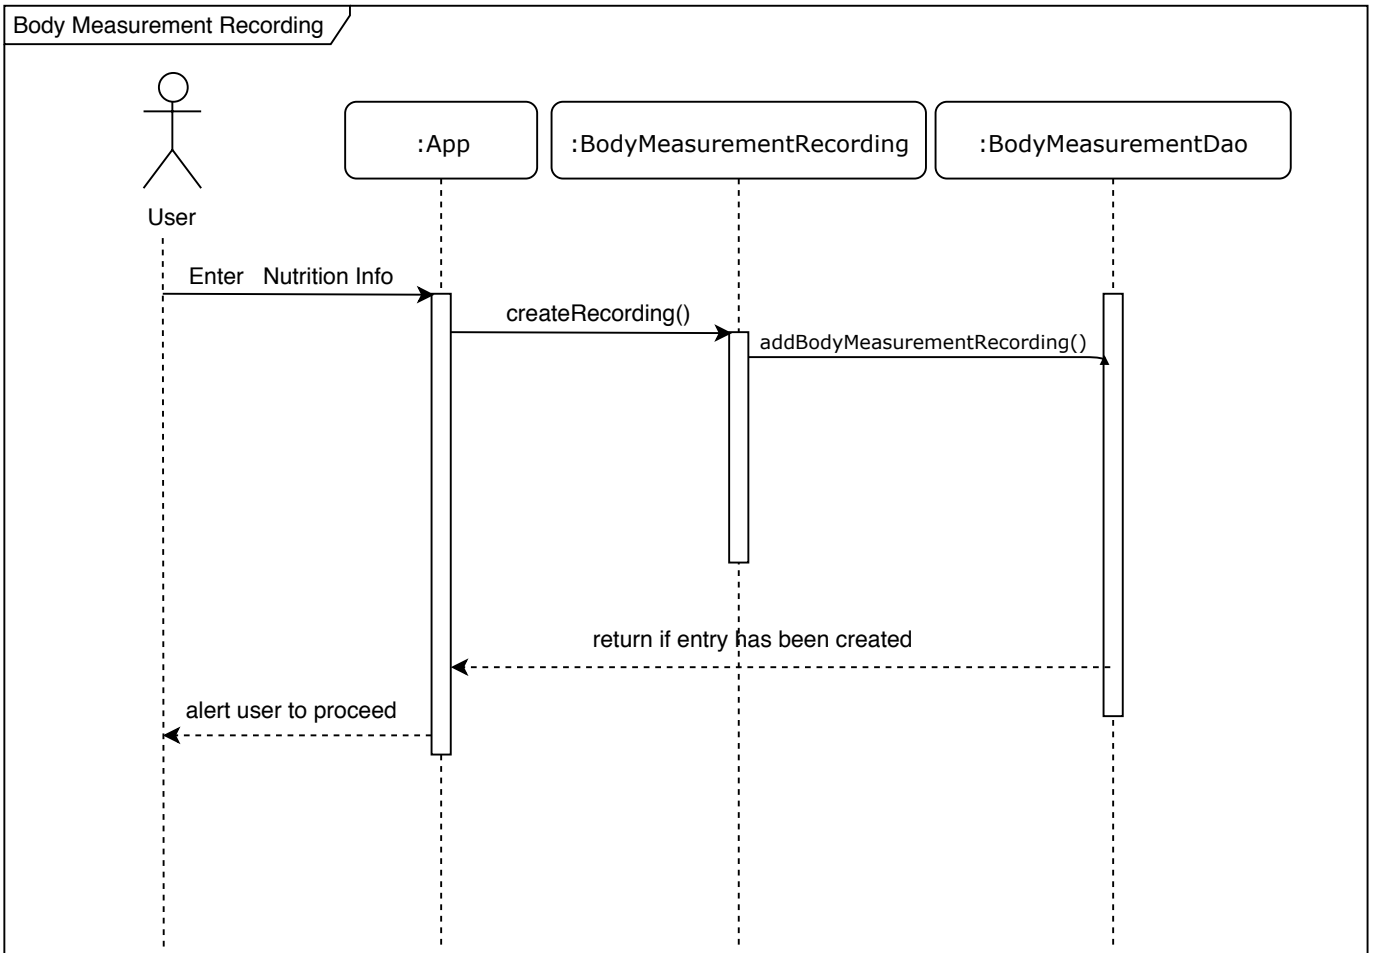 Body Measurement Recording
User
:App
:BodyMeasurementRecording
:BodyMeasurementDao
Enter   Nutrition Info
createRecording()
addBodyMeasurementRecording()
return if entry has been created
alert user to proceed